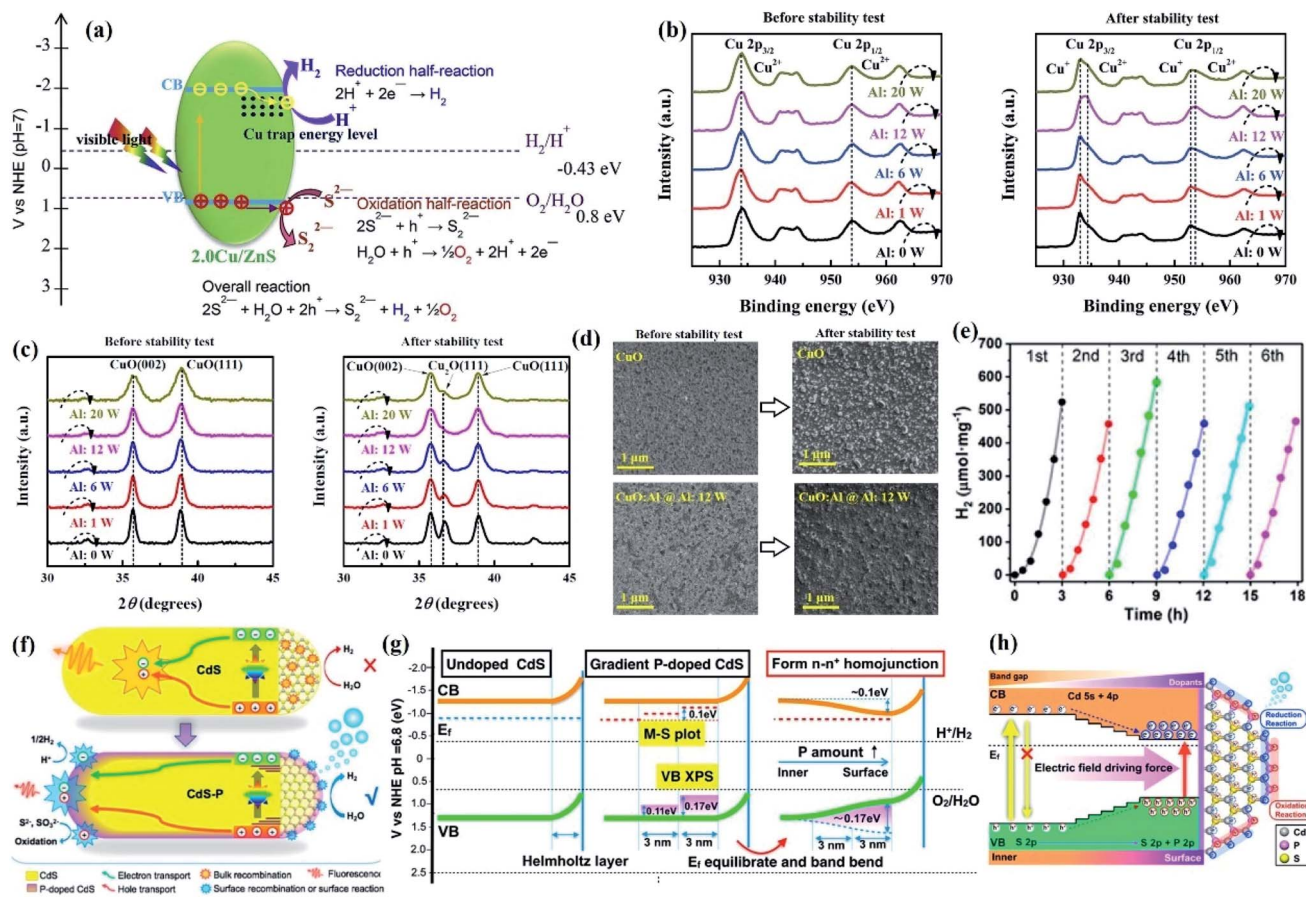 (a)
-3
-2
-1
0
1
2
3
V vs NHE (pH=7)
CB
H₂
Reduction half-reaction
2H⁺ + 2e⁻ → H₂
H⁺
Cu trap energy level
visible light
H₂/H⁺
-0.43 eV
VB
S²⁻
O₂/H₂O
0.8 eV
Oxidation half-reaction
2S²⁻ + h⁺ → S₂²⁻
S₂²⁻
H₂O + h⁺ → ½O₂ + 2H⁺ + 2e⁻
2.0Cu/ZnS
Overall reaction
2S²⁻ + H₂O + 2h⁺ → S₂²⁻ + H₂ + ½O₂
(b)
Before stability test
Cu 2p3/2
Cu 2p1/2
Cu²⁺
Cu²⁺
Al: 20 W
Al: 12 W
Al: 6 W
Al: 1 W
Al: 0 W
Intensity (a.u.)
930 940 950 960 970
Binding energy (eV)
After stability test
Cu 2p3/2
Cu 2p1/2
Cu⁺
Cu²⁺
Cu⁺
Cu²⁺
Al: 20 W
Al: 12 W
Al: 6 W
Al: 1 W
Al: 0 W
Intensity (a.u.)
930 940 950 960 970
Binding energy (eV)
(c)
Before stability test
CuO(002)
CuO(111)
Al: 20 W
Al: 12 W
Al: 6 W
Al: 1 W
Al: 0 W
Intensity (a.u.)
30 35 40 45
2θ (degrees)
After stability test
CuO(002)
Cu₂O(111)
CuO(111)
Al: 20 W
Al: 12 W
Al: 6 W
Al: 1 W
Al: 0 W
Intensity (a.u.)
30 35 40 45
2θ (degrees)
(d)
Before stability test
After stability test
CuO
1 μm
CuO
1 μm
CuO:Al @ Al: 12 W
1 μm
CuO:Al @ Al: 12 W
1 μm
(e)
1st 2nd 3rd 4th 5th 6th
700
600
500
400
300
200
100
0
H₂ (μmol·mg⁻¹)
0 3 6 9 12 15 18
Time (h)
(f)
CdS
H₂
H₂O
1/2H₂
H⁺
CdS-P
H₂
H₂O
S²⁻, SO₃²⁻
Oxidation
CdS
P-doped CdS
Electron transport
Hole transport
Bulk recombination
Surface recombination or surface reaction
Fluorescence
(g)
Undoped CdS
Gradient P-doped CdS
Form n-n⁺ homojunction
V vs NHE pH =6.8 (eV)
-2.0
-1.5
-1.0
-0.5
0
0.5
1.0
1.5
2.0
2.5
CB
Ef
VB
0.1eV
M-S plot
VB XPS
0.11eV
0.17eV
3 nm 3 nm
Helmholtz layer
~0.1eV
H⁺/H₂
P amount ↑
Inner Surface
O₂/H₂O
~0.17eV
3 nm 3 nm
Ef equilibrate and band bend
(h)
Band gap
Dopants
CB
Cd 5s + 4p
Reduction Reaction
Ef
Electric field driving force
Oxidation Reaction
VB
S 2p
S 2p + P 2p
Inner
Surface
Cd
P
S